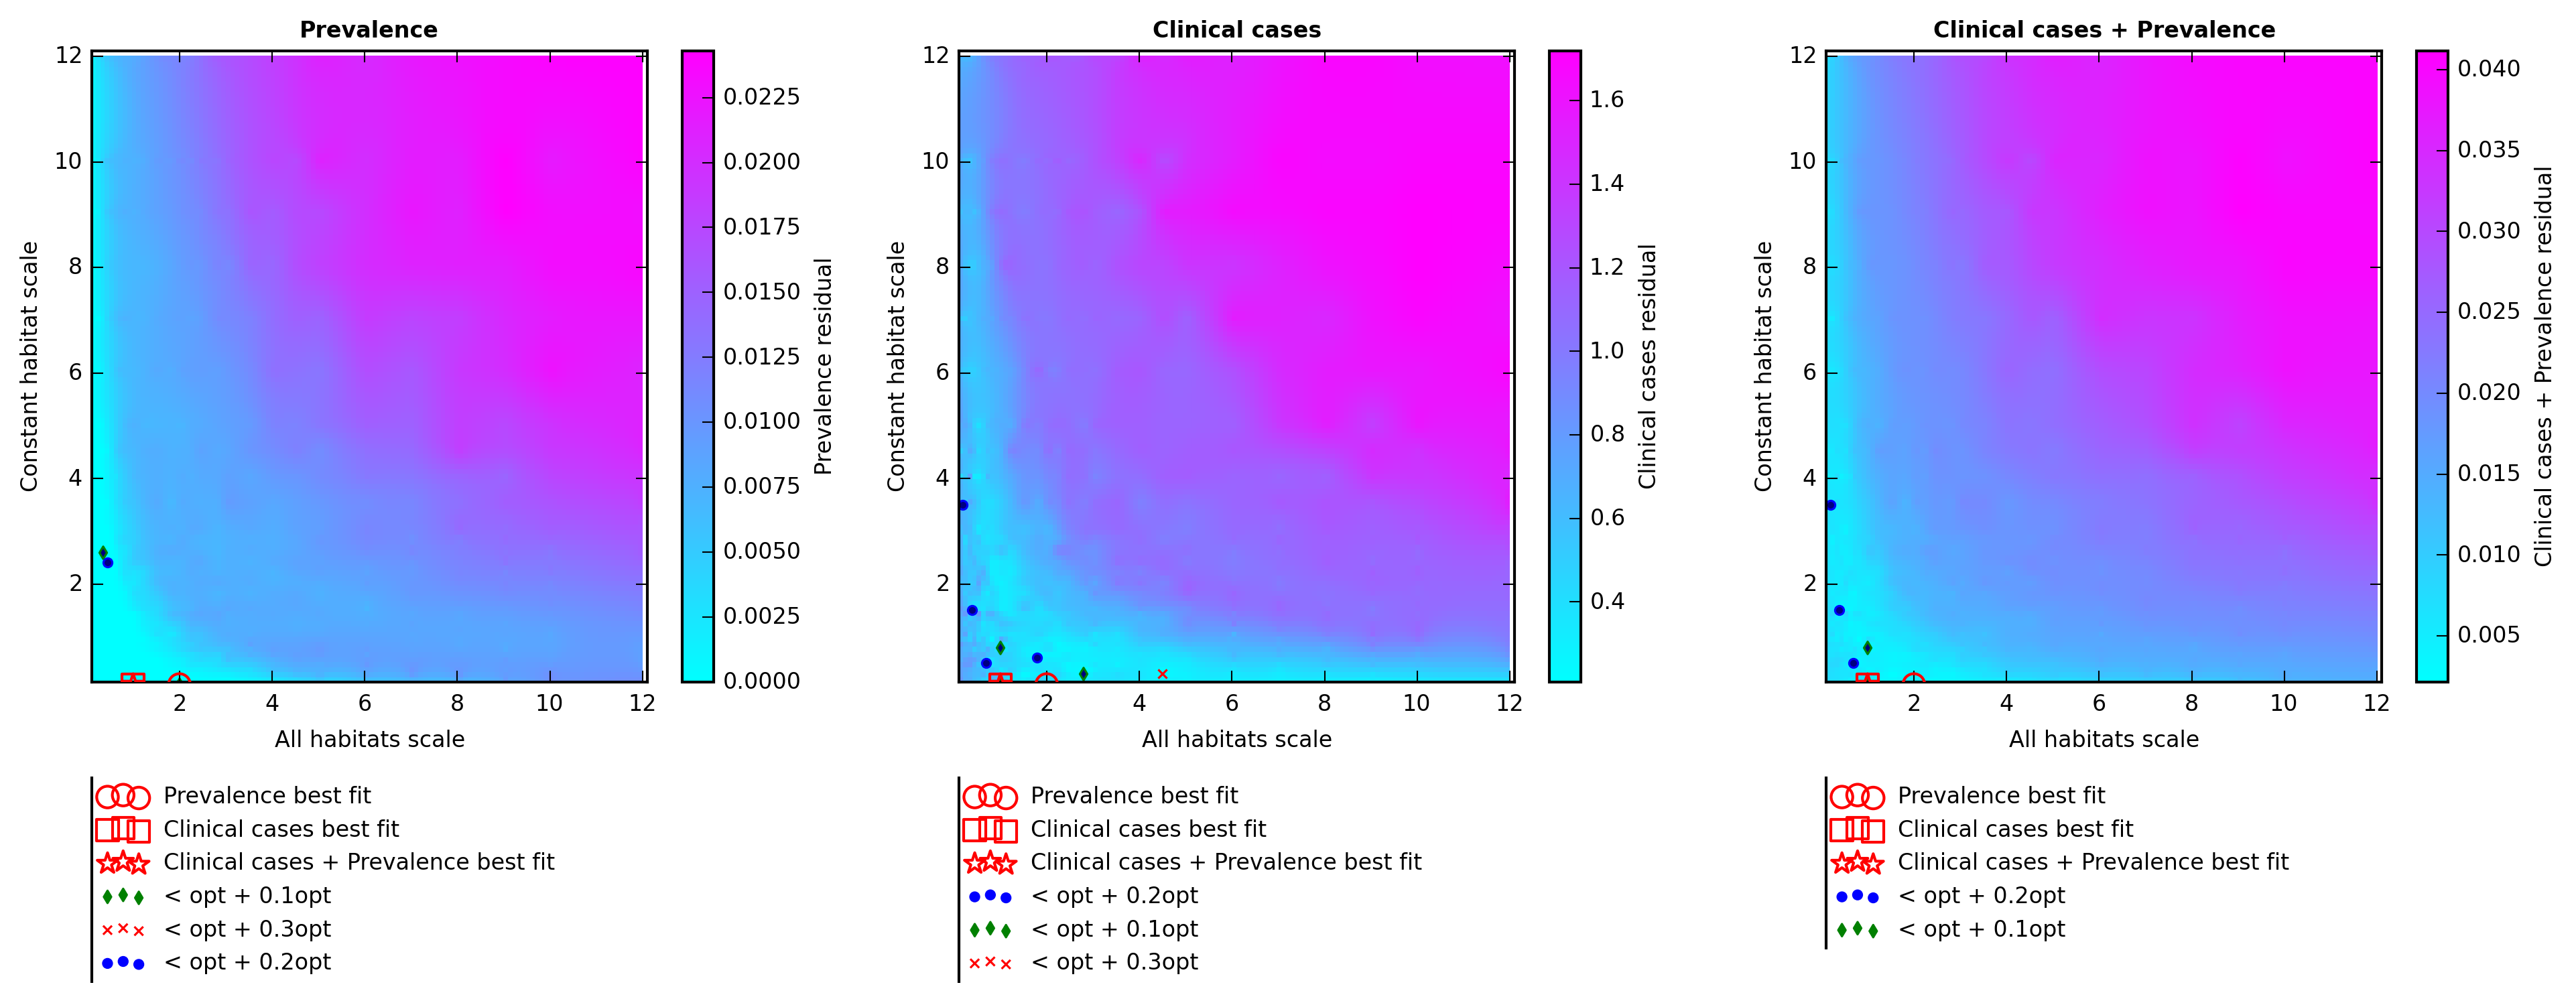 Prevalence
12
10
8
6
4
2
2 4 6 8 10 12
Constant habitat scale
All habitats scale
0.0225
0.0200
0.0175
0.0150
0.0125
0.0100
0.0075
0.0050
0.0025
0.0000
Prevalence residual
Prevalence best fit
Clinical cases best fit
Clinical cases + Prevalence best fit
< opt + 0.1opt
< opt + 0.3opt
< opt + 0.2opt
Clinical cases
12
10
8
6
4
2
2 4 6 8 10 12
Constant habitat scale
All habitats scale
1.6
1.4
1.2
1.0
0.8
0.6
0.4
Clinical cases residual
Prevalence best fit
Clinical cases best fit
Clinical cases + Prevalence best fit
< opt + 0.2opt
< opt + 0.1opt
< opt + 0.3opt
Clinical cases + Prevalence
12
10
8
6
4
2
2 4 6 8 10 12
Constant habitat scale
All habitats scale
0.040
0.035
0.030
0.025
0.020
0.015
0.010
0.005
Clinical cases + Prevalence residual
Prevalence best fit
Clinical cases best fit
Clinical cases + Prevalence best fit
< opt + 0.2opt
< opt + 0.1opt